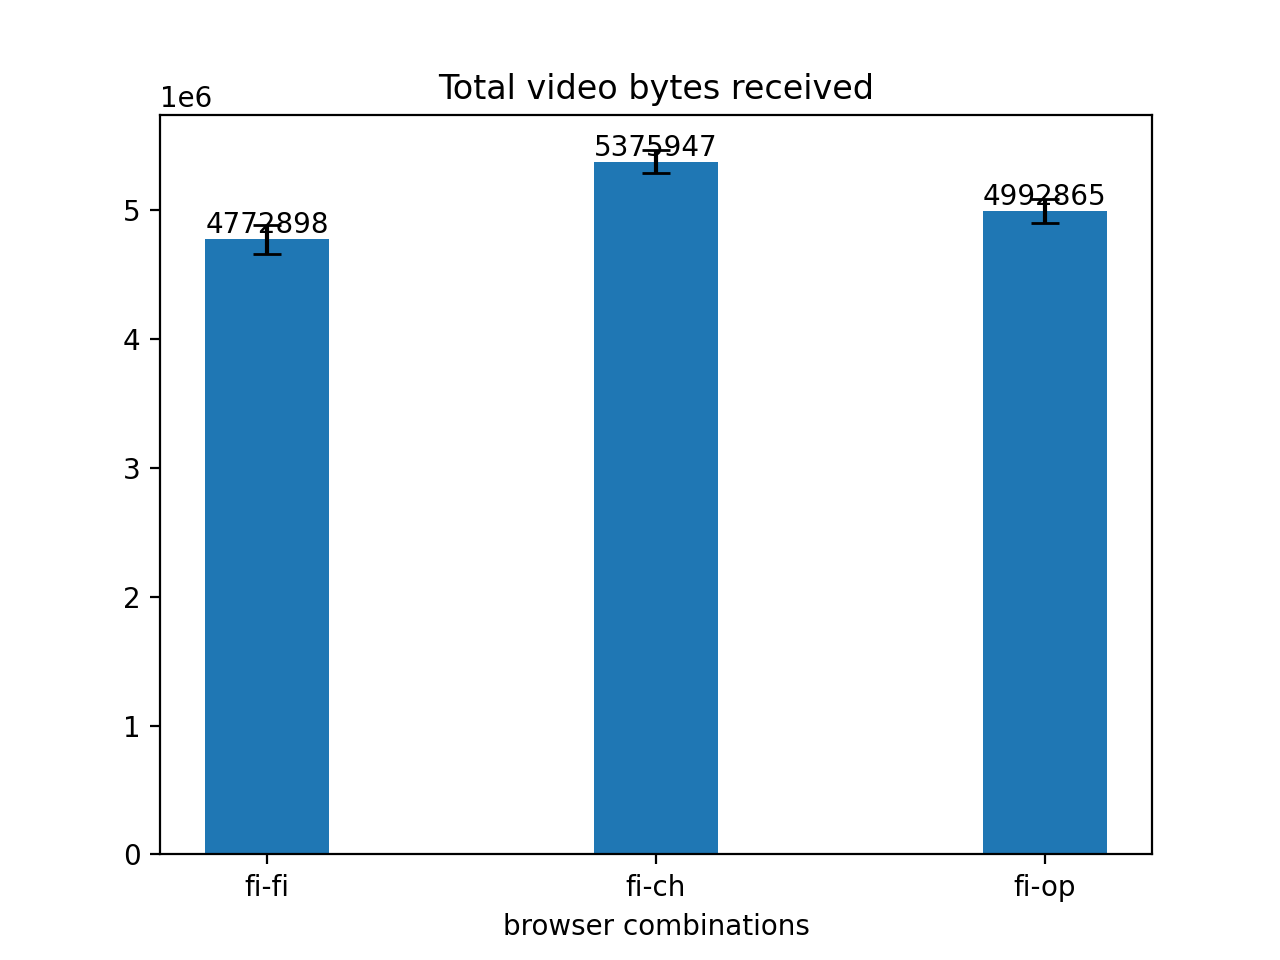 Total video bytes received
1e6
5375947
4992865
4772898
5
4
3
2
1
0
fi-fi
fi-ch
fi-op
browser combinations